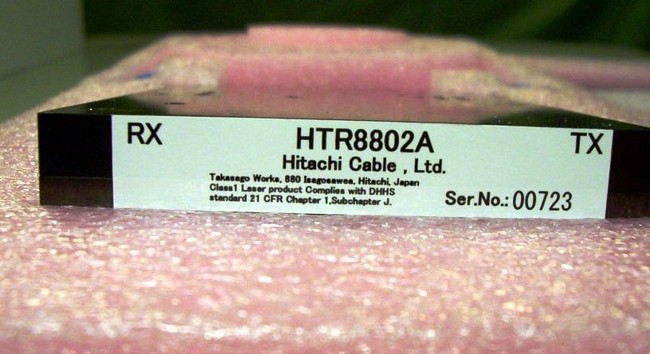 RX HTR8802A TX
Hitachi Cable , Ltd.
Takasago Works, 880 Isagosawea, Hitachi, Japan
Class1 Laser product Complies with DHHS
standard 21 CFR Chapter 1,Subchapter J.
Ser.No.: 00723